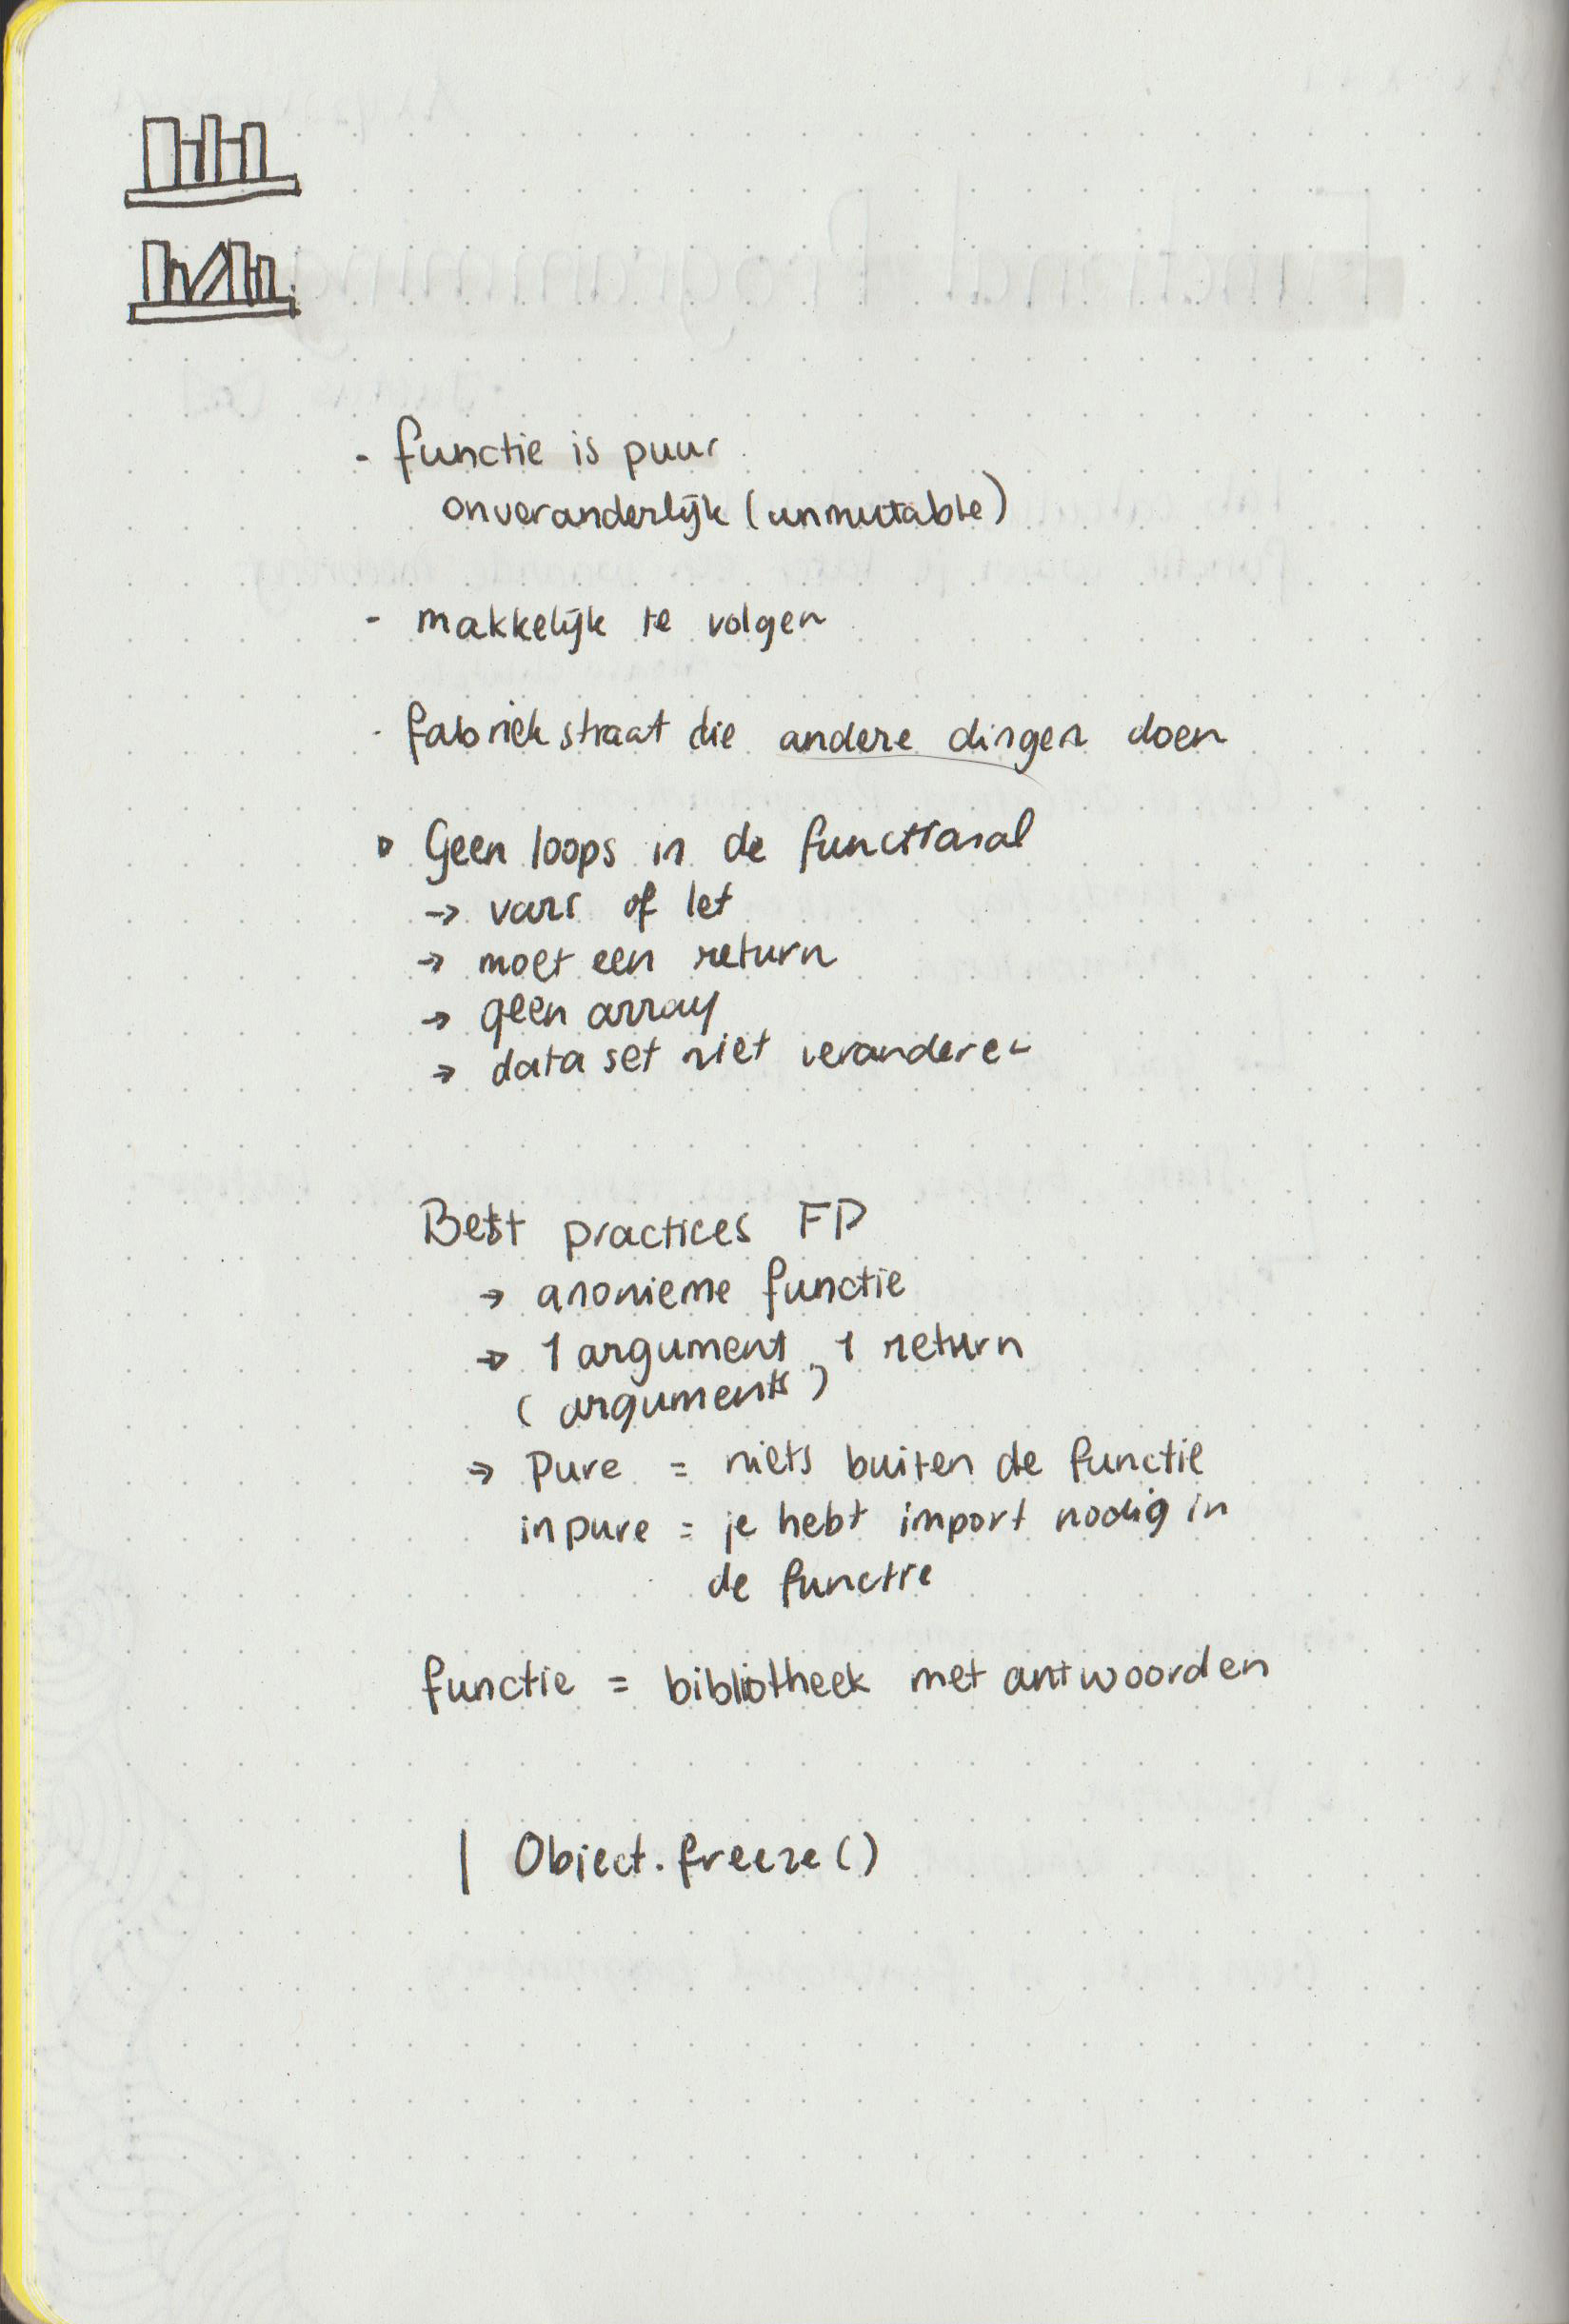 - functie is puur
onveranderlijk (unmutable)
- makkelijk te volgen
- fabriek straat die andere dingen doen
Geen loops in de functional
→ vars of let
→ moet een return
→ geen array
→ data set niet veranderen
Best practices FP
→ anonieme functie
→ 1 argument, 1 return
(arguments)
→ Pure = niets buiten de functie
inpure = je hebt import nodig in
de functie
functie = bibliotheek met antwoorden
| Object.freeze()